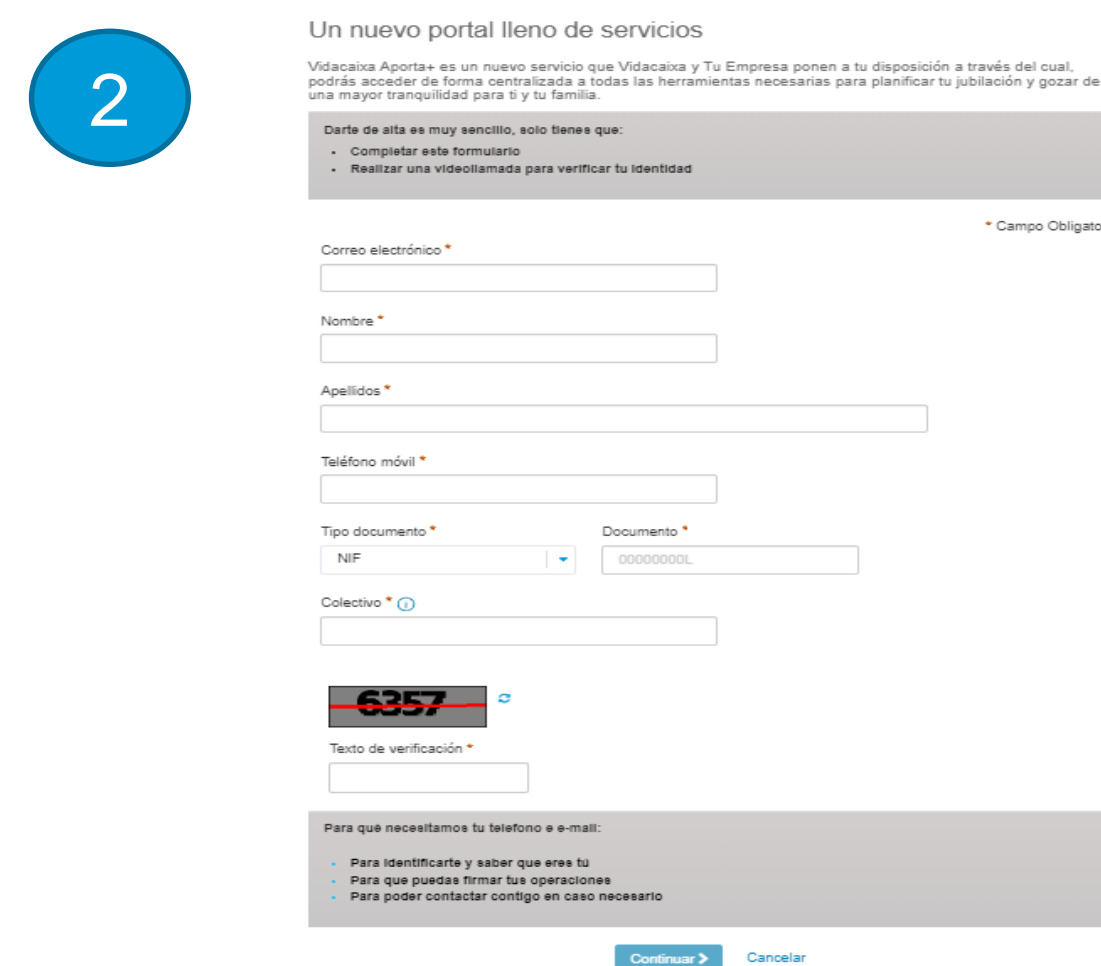 2
Un nuevo portal lleno de servicios
Vidacaixa Aporta+ es un nuevo servicio que Vidacaixa y Tu Empresa ponen a tu disposición a través del cual,
podrás acceder de forma centralizada a todas las herramientas necesarias para planificar tu jubilación y gozar de
una mayor tranquilidad para ti y tu familia.
Darte de alta es muy sencillo, solo tienes que:
• Completar este formulario
• Realizar una videollamada para verificar tu identidad
* Campo Obligato
Correo electrónico *
Nombre *
Apellidos *
Teléfono móvil *
Tipo documento * Documento *
NIF 00000000L
Colectivo * i
6357
Texto de verificación *
Para qué necesitamos tu telefono e e-mail:
• Para identificarte y saber que eres tú
• Para que puedas firmar tus operaciones
• Para poder contactar contigo en caso necesario
Continuar > Cancelar